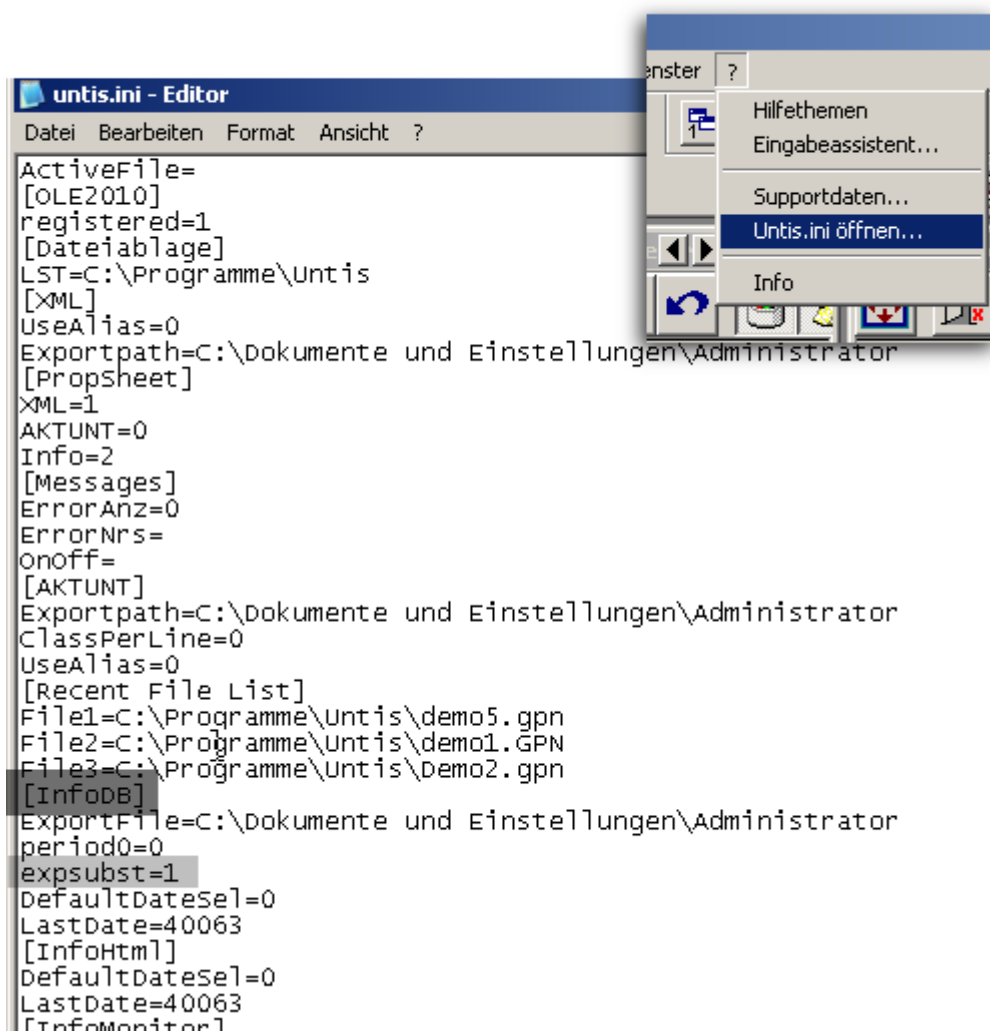 enster ?
Hilfethemen
Eingabeassistent...
Supportdaten...
Untis.ini öffnen...
Info
untis.ini - Editor
Datei Bearbeiten Format Ansicht ?
ActiveFile=
[OLE2010]
registered=1
[Dateiablage]
LST=C:\Programme\Untis
[XML]
UseAlias=0
Exportpath=C:\Dokumente und Einstellungen\Administrator
[PropSheet]
XML=1
AKTUNT=0
Info=2
[Messages]
ErrorAnz=0
ErrorNrs=
OnOff=
[AKTUNT]
Exportpath=C:\Dokumente und Einstellungen\Administrator
ClassPerLine=0
UseAlias=0
[Recent File List]
File1=C:\Programme\Untis\demo5.gpn
File2=C:\Programme\Untis\demo1.GPN
File3=C:\Programme\Untis\Demo2.gpn
[InfoDB]
ExportFile=C:\Dokumente und Einstellungen\Administrator
period0=0
expsubst=1
DefaultDateSel=0
LastDate=40063
[InfoHtml]
DefaultDateSel=0
LastDate=40063
[InfoMonitor]